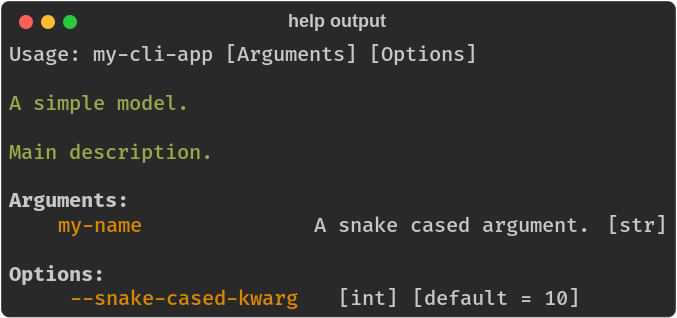 help output
Usage: my-cli-app [Arguments] [Options]
A simple model.
Main description.
Arguments:
my-name A snake cased argument. [str]
Options:
--snake-cased-kwarg [int] [default = 10]